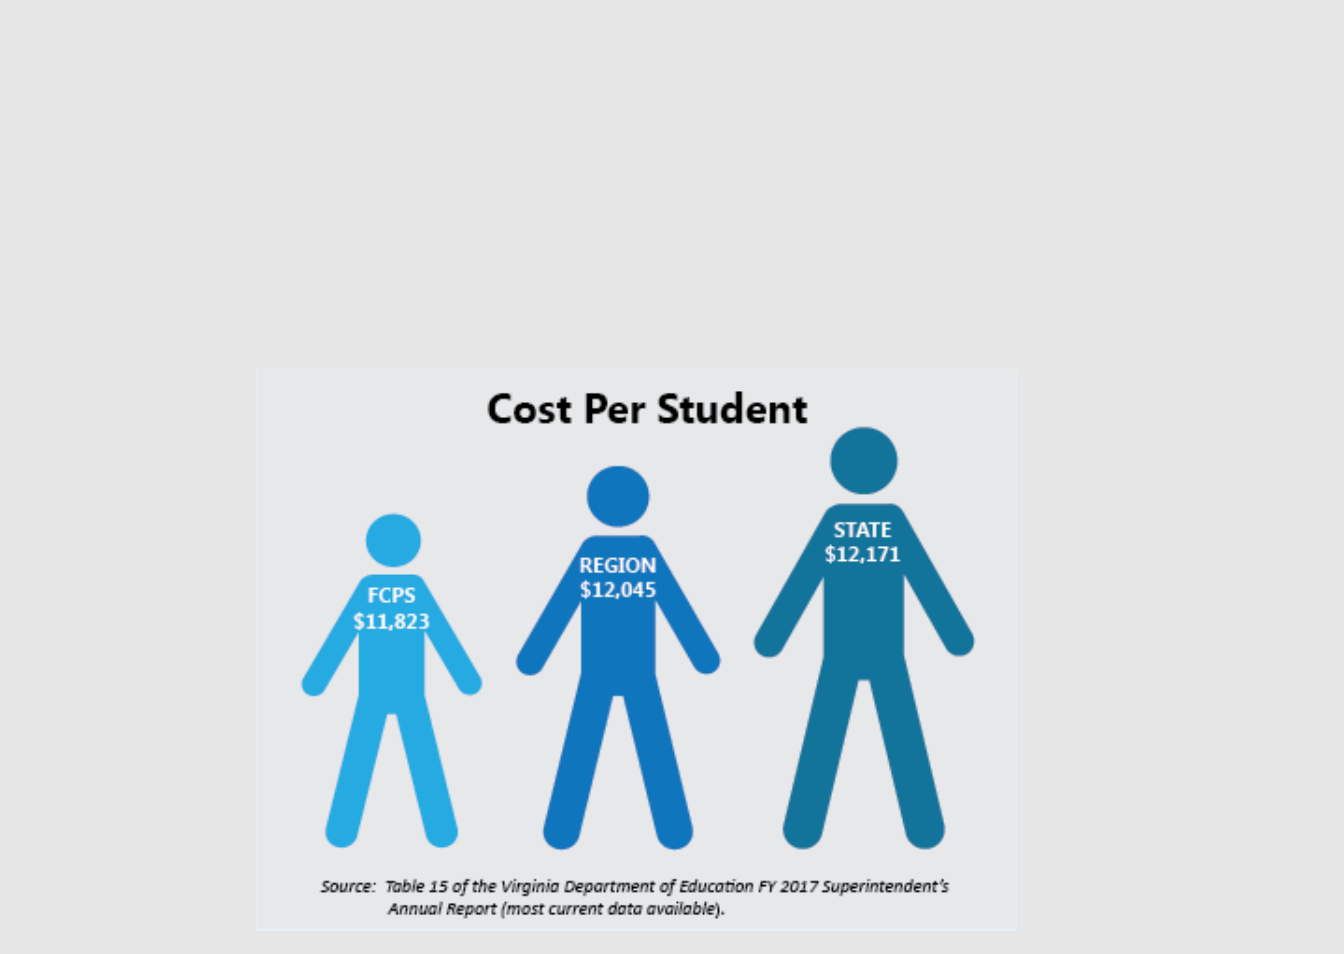 Cost Per Student
FCPS
$11,823
REGION
$12,045
STATE
$12,171
Source: Table 15 of the Virginia Department of Education FY 2017 Superintendent's
Annual Report (most current data available).